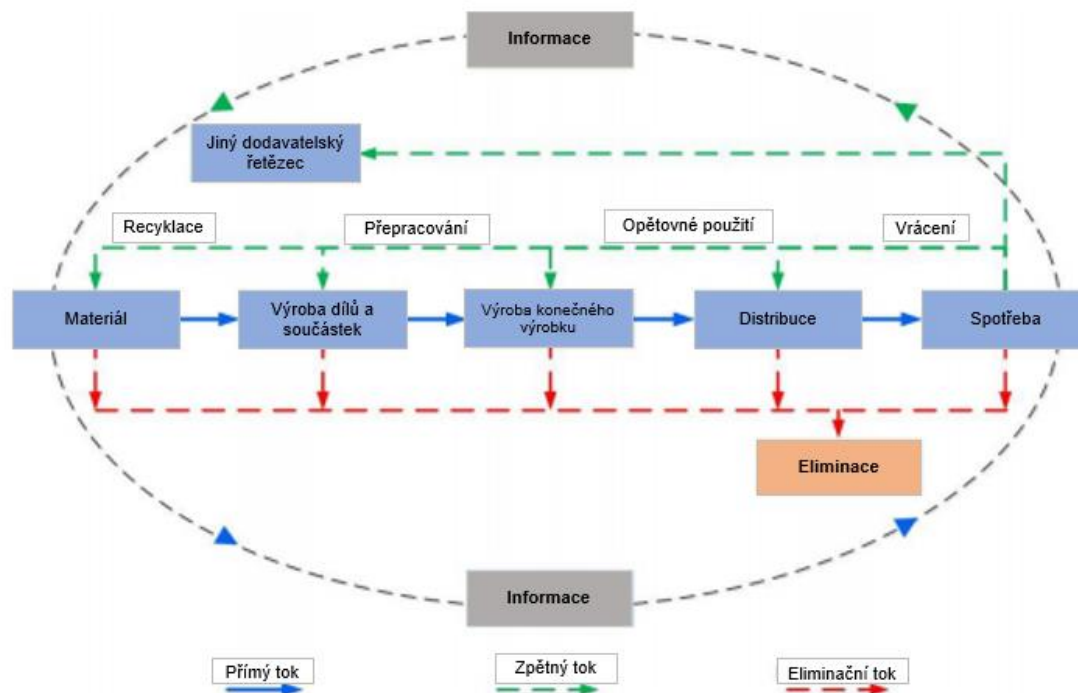 Informace
Jiný dodavatelský
řetězec
Recyklace
Přepracování
Opětovné použití
Vrácení
Materiál
Výroba dílů a
součástek
Výroba konečného
výrobku
Distribuce
Spotřeba
Eliminace
Informace
Přímý tok
Zpětný tok
Eliminační tok